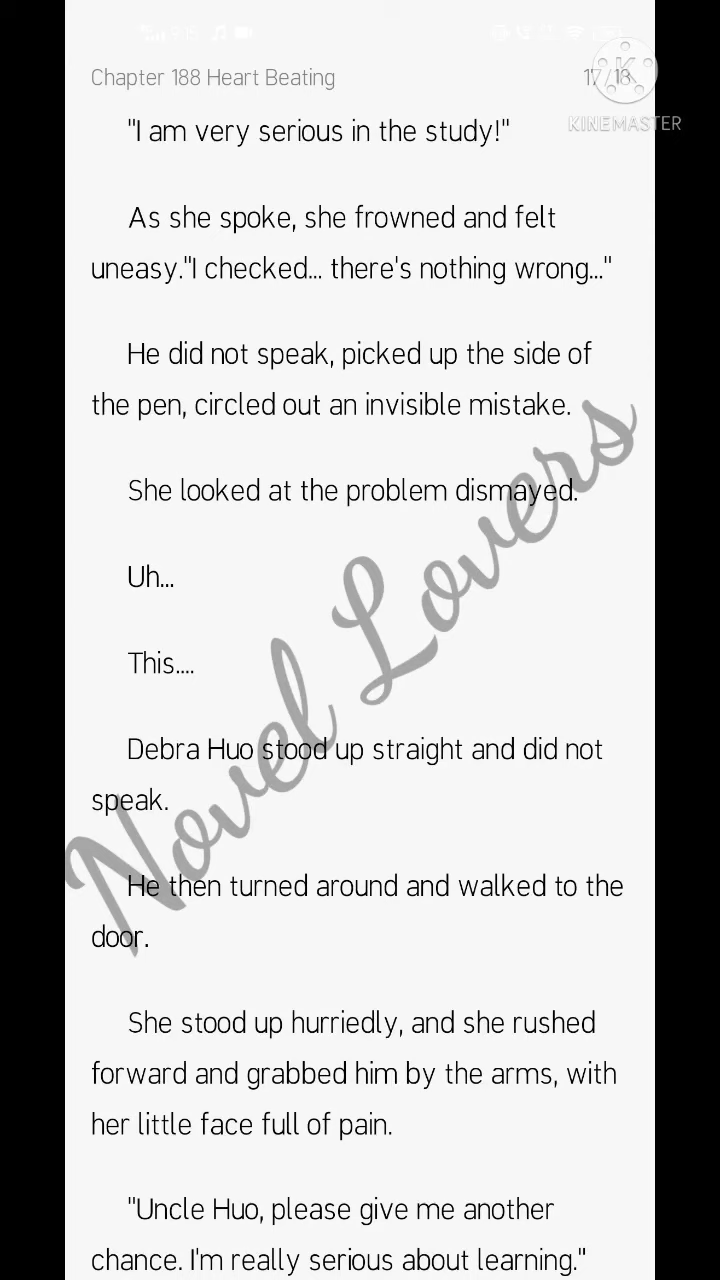 Chapter 188 Heart Beating
KINEMASTER
"I am very serious in the study!"
As she spoke, she frowned and felt
uneasy."I checked... there's nothing wrong..."
He did not speak, picked up the side of
the pen, circled out an invisible mistake.
She looked at the problem dismayed.
Uh...
This....
Debra Huo stood up straight and did not
speak.
He then turned around and walked to the
door.
She stood up hurriedly, and she rushed
forward and grabbed him by the arms, with
her little face full of pain.
"Uncle Huo, please give me another
chance. I'm really serious about learning."
Novel Lovers